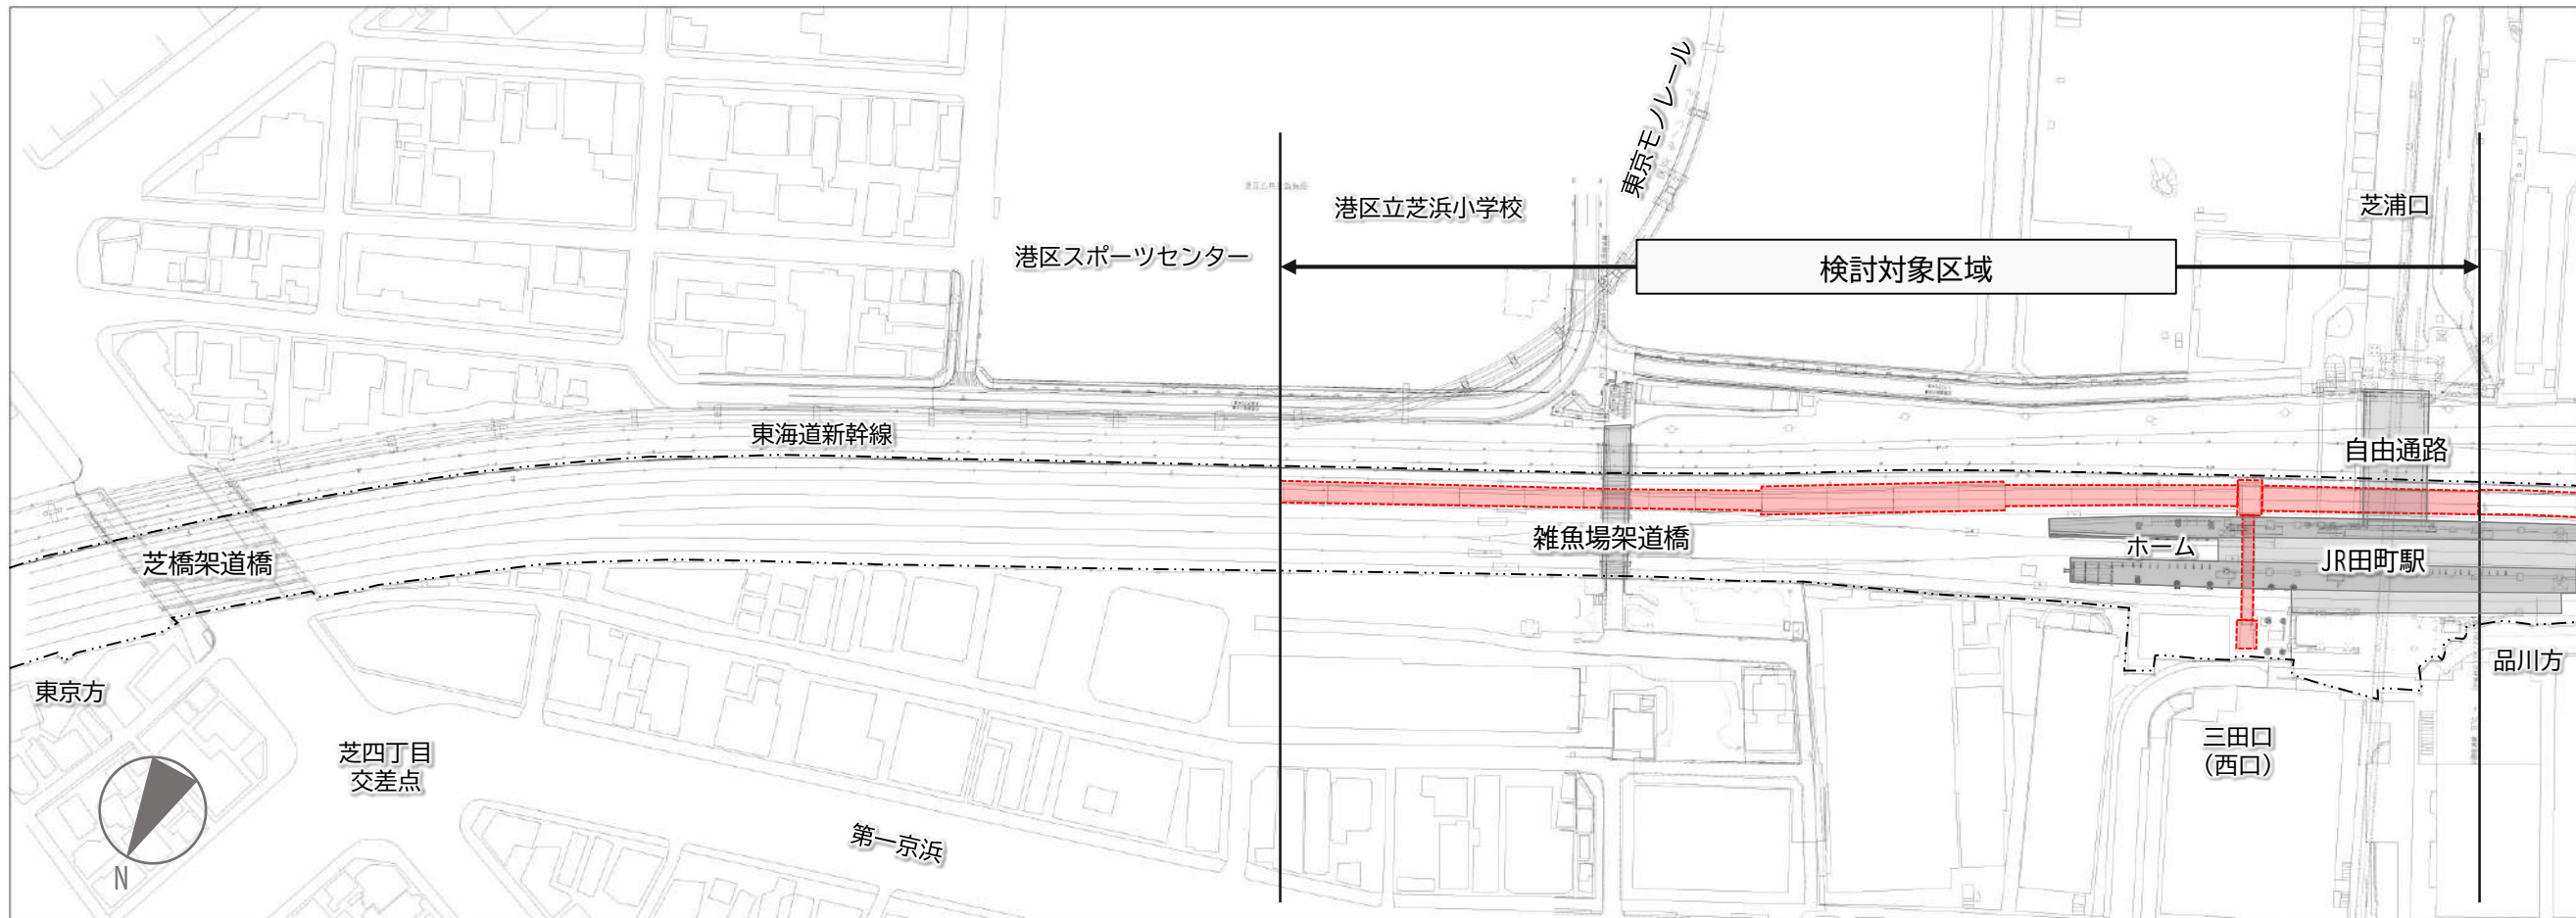 東京モノレール
港区立芝浜小学校
芝浦口
港区スポーツセンター
検討対象区域
東海道新幹線
自由通路
雑魚場架道橋
ホーム
JR田町駅
芝橋架道橋
品川方
東京方
三田口
（西口）
芝四丁目
交差点
第一京浜
N